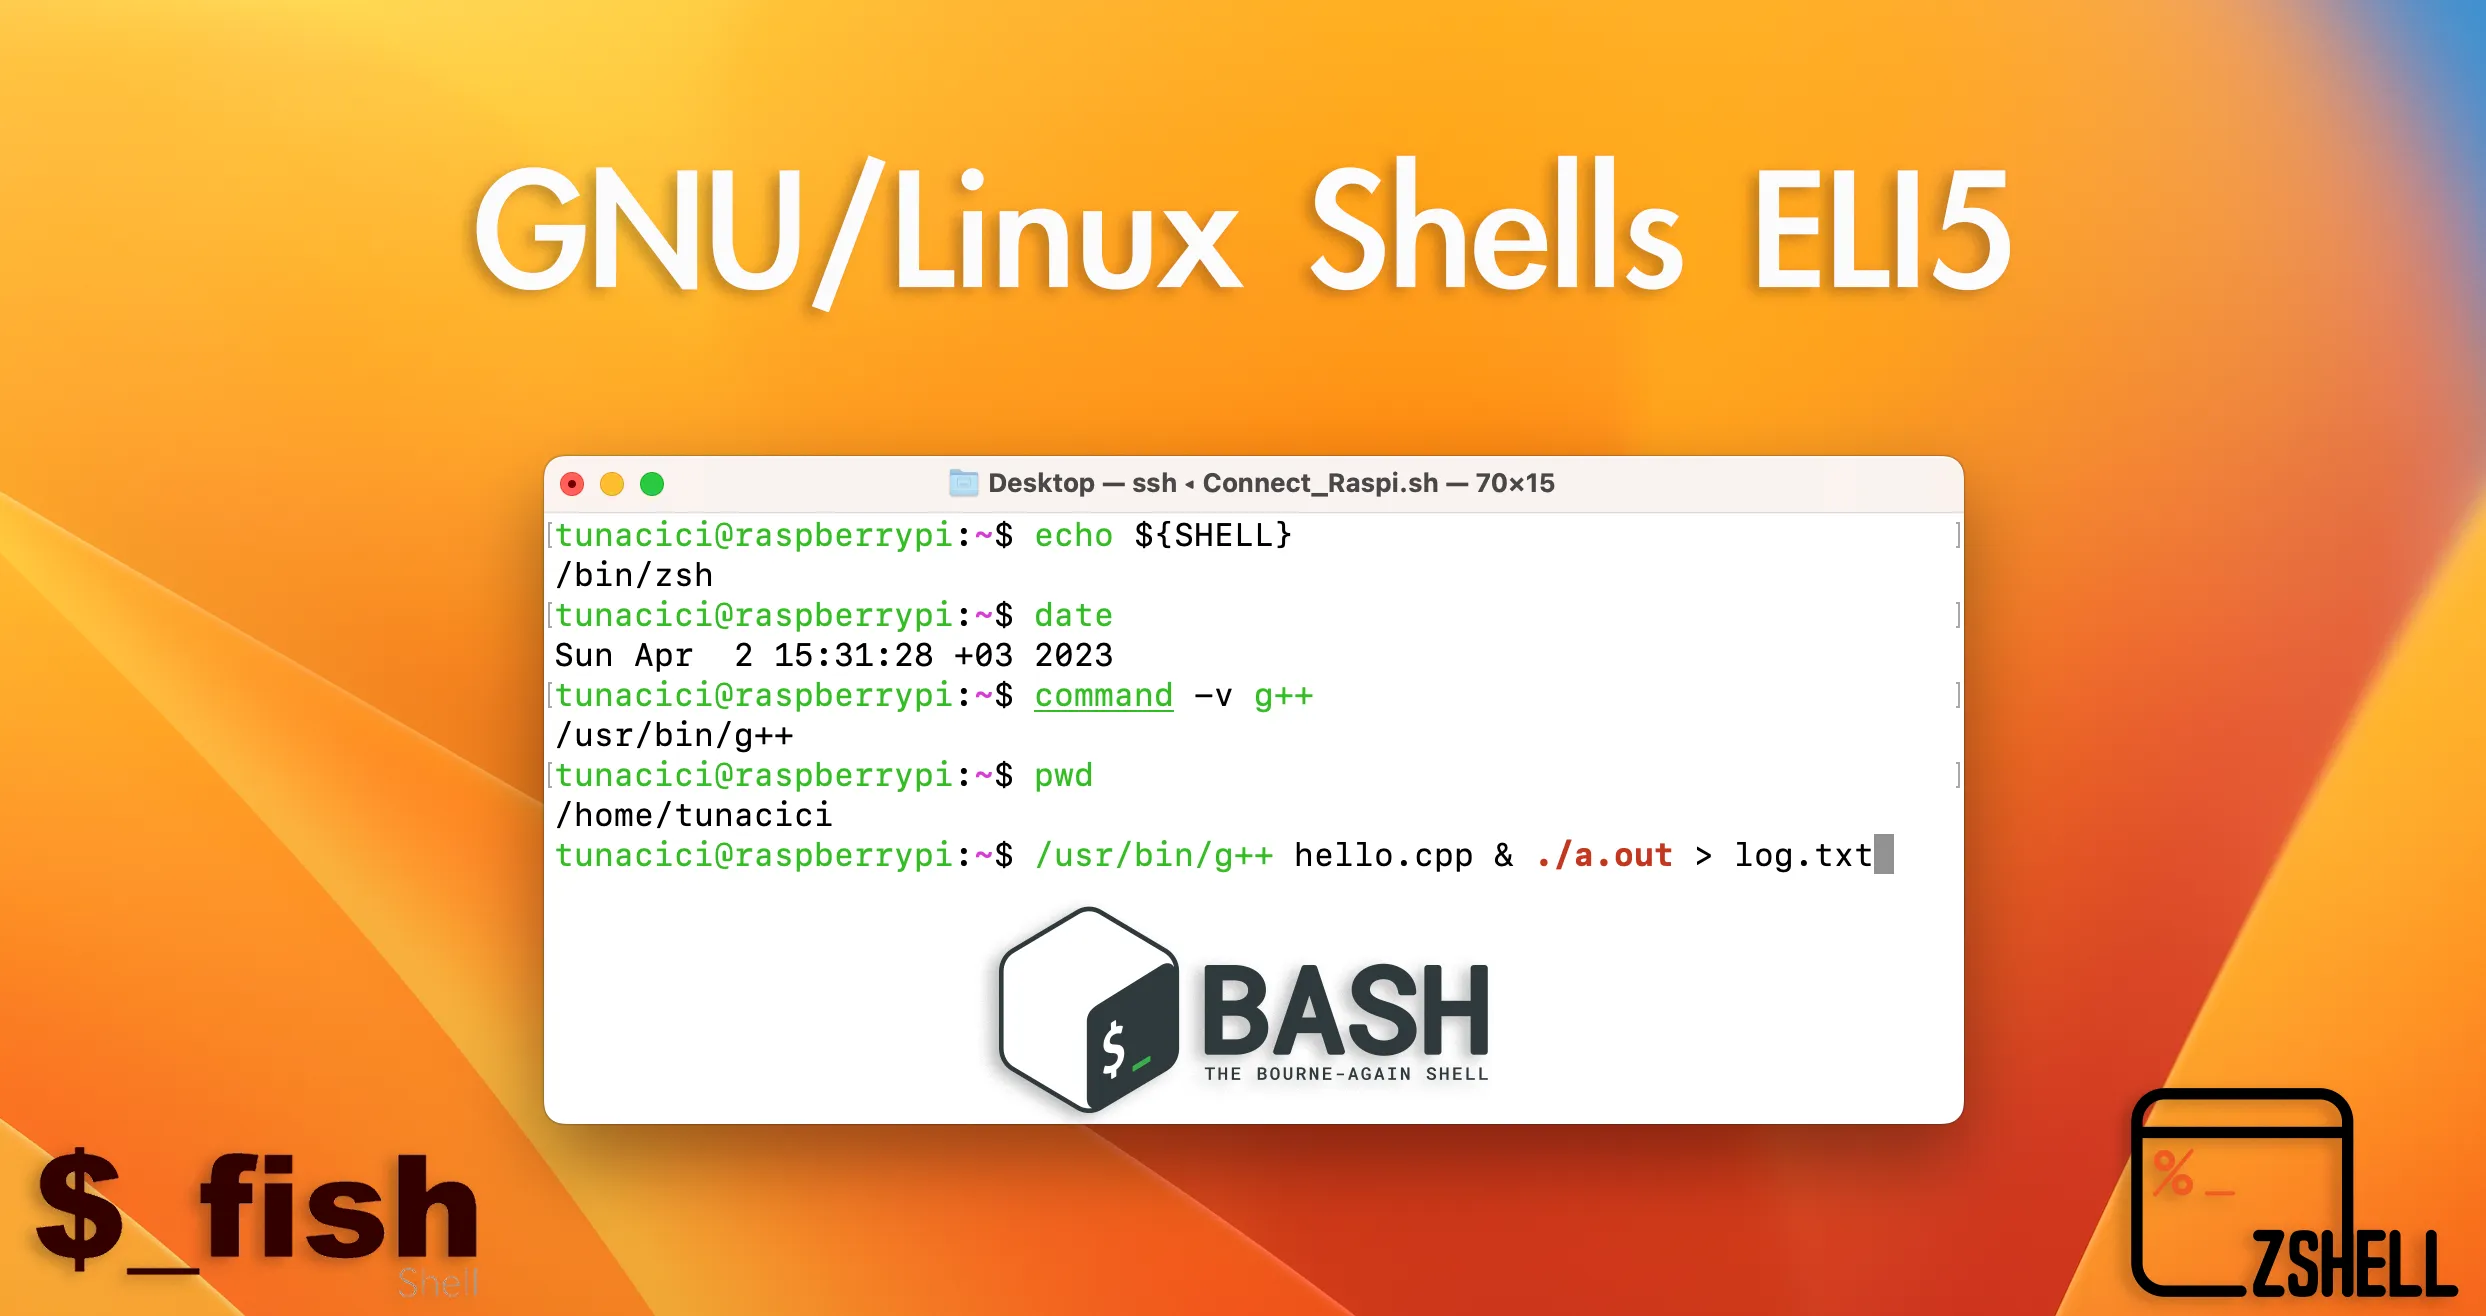 GNU/Linux Shells ELI5
Desktop — ssh ◂ Connect_Raspi.sh — 70×15
[tunacici@raspberrypi:~$ echo ${SHELL} ]
/bin/zsh
[tunacici@raspberrypi:~$ date ]
Sun Apr  2 15:31:28 +03 2023
[tunacici@raspberrypi:~$ command -v g++ ]
/usr/bin/g++
[tunacici@raspberrypi:~$ pwd ]
/home/tunacici
tunacici@raspberrypi:~$ /usr/bin/g++ hello.cpp & ./a.out > log.txt
$_
BASH
THE BOURNE-AGAIN SHELL
$_fish
Shell
%_
ZSHELL